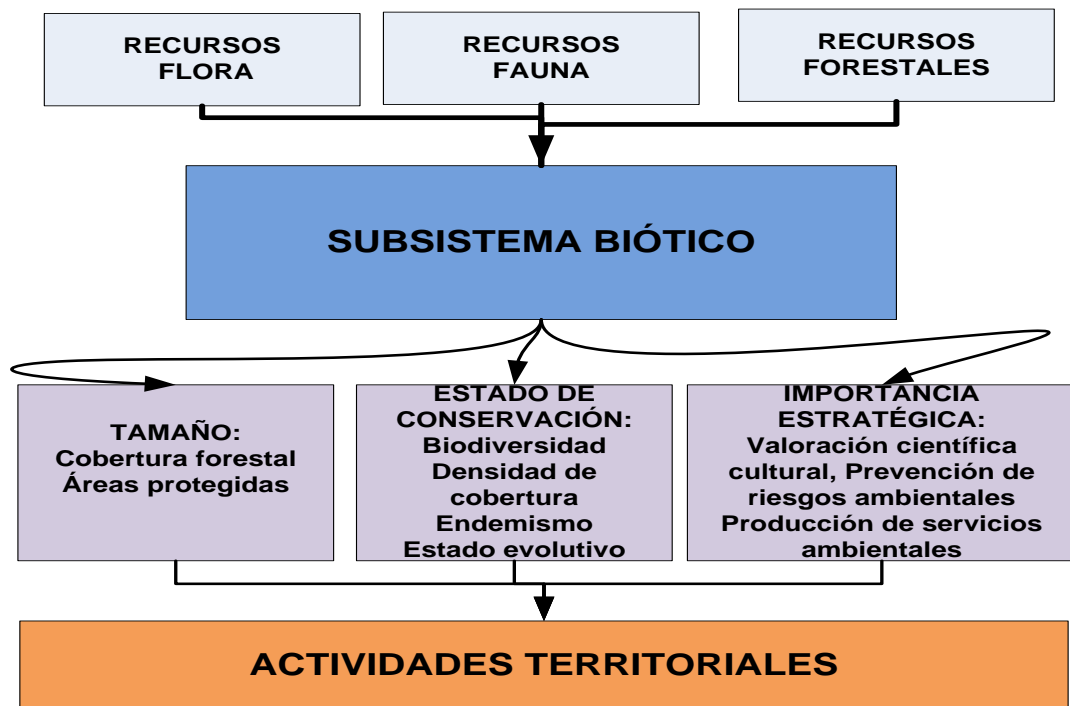 RECURSOS
FLORA
RECURSOS
FAUNA
RECURSOS
FORESTALES
SUBSISTEMA BIÓTICO
TAMAÑO:
Cobertura forestal
Áreas protegidas
ESTADO DE
CONSERVACIÓN:
Biodiversidad
Densidad de
cobertura
Endemismo
Estado evolutivo
IMPORTANCIA
ESTRATÉGICA:
Valoración científica
cultural, Prevención de
riesgos ambientales
Producción de servicios
ambientales
ACTIVIDADES TERRITORIALES